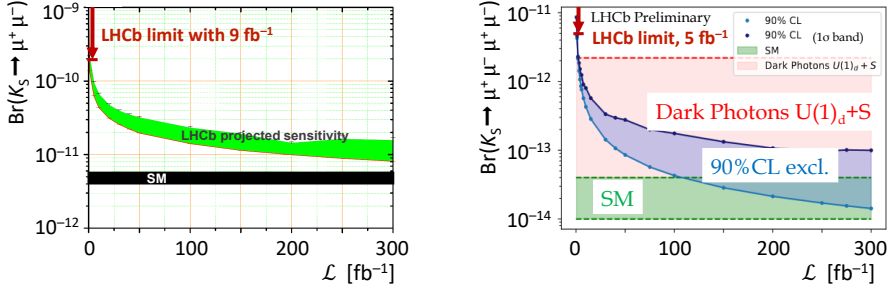 Br(K_S → μ⁺ μ⁻)
10⁻⁹
10⁻¹⁰
10⁻¹¹
10⁻¹²
LHCb limit with 9 fb⁻¹
LHCb projected sensitivity
SM
0 100 200 300
ℒ [fb⁻¹]
Br(K_S → μ⁺ μ⁻ μ⁺ μ⁻)
10⁻¹¹
10⁻¹²
10⁻¹³
10⁻¹⁴
LHCb Preliminary
LHCb limit, 5 fb⁻¹
90% CL
90% CL
(1σ band)
SM
Dark Photons U(1)_d + S
Dark Photons U(1)_d+S
90%CL excl.
SM
0 100 200 300
ℒ [fb⁻¹]